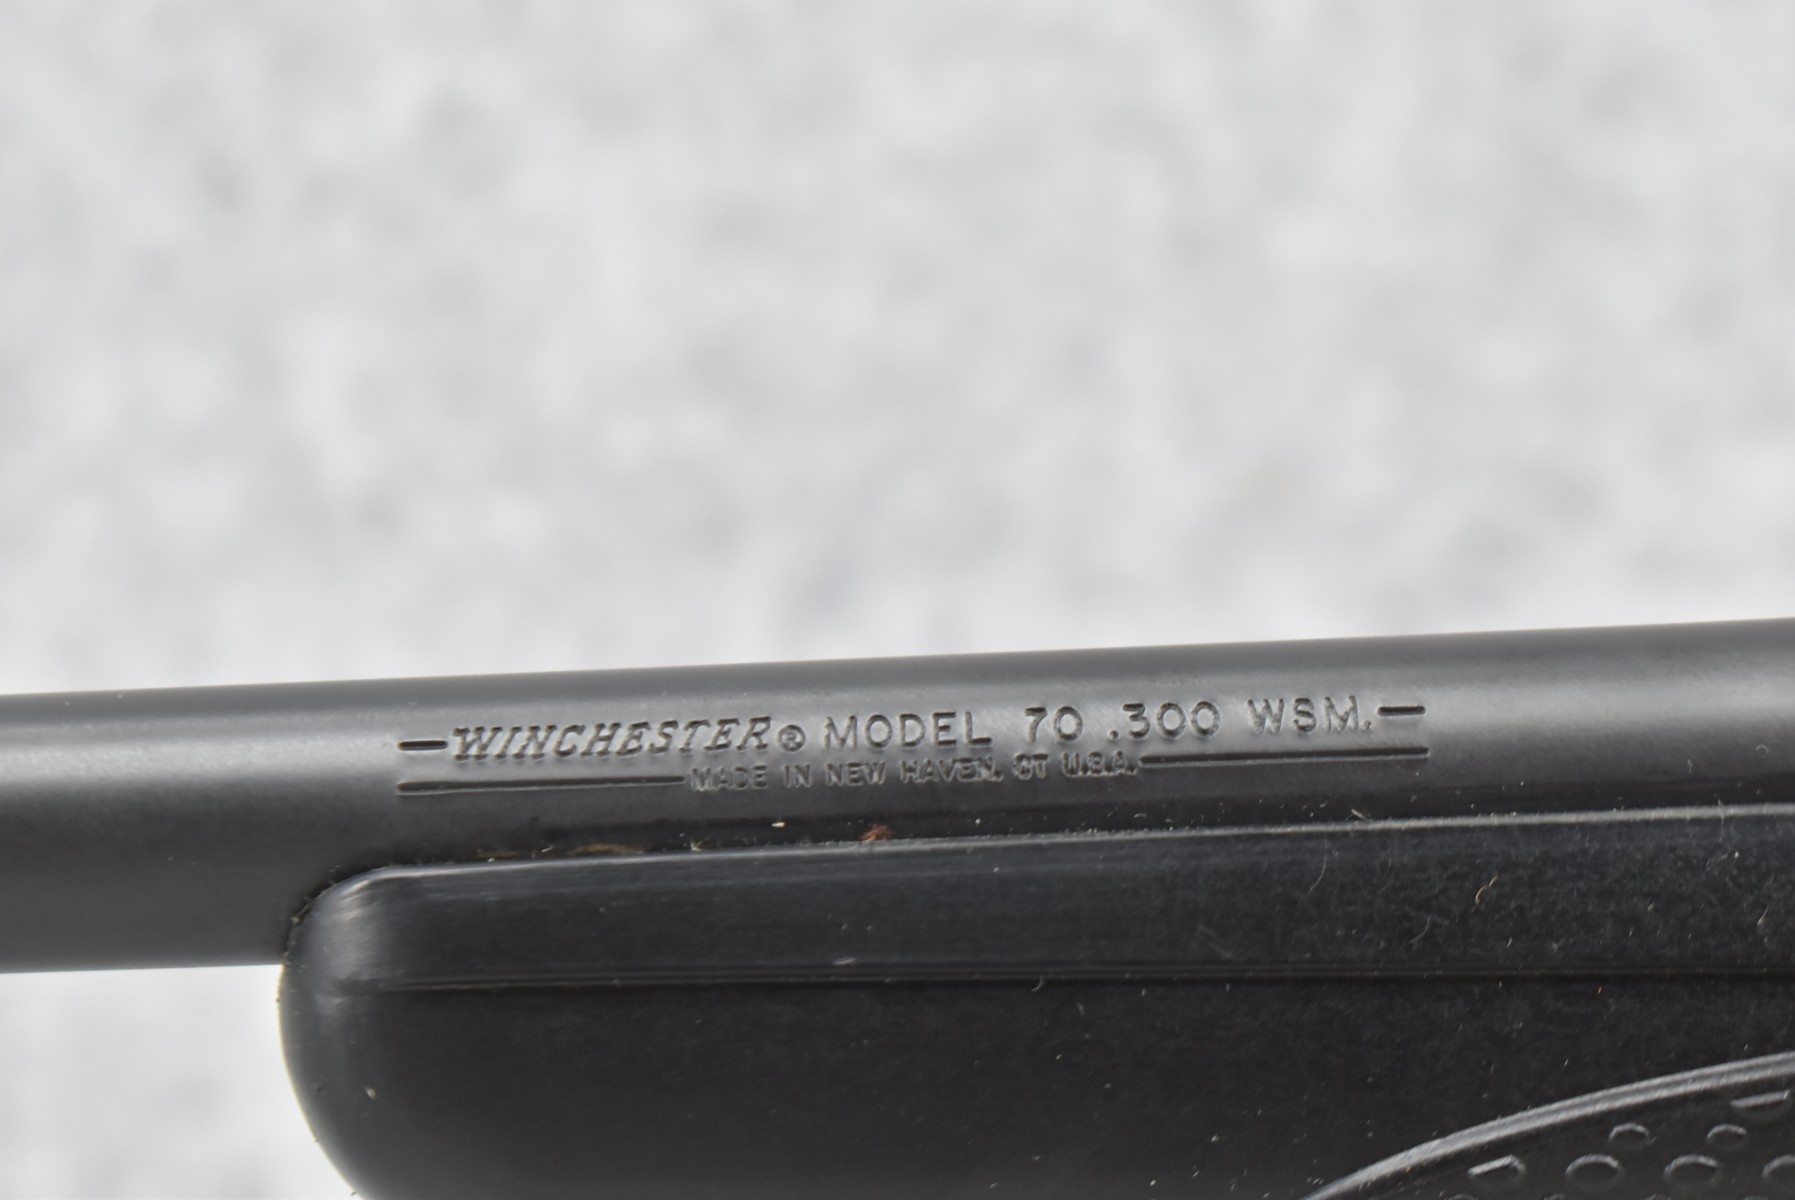 WINCHESTER® MODEL 70 .300 WSM.
MADE IN NEW HAVEN. CT U.S.A.